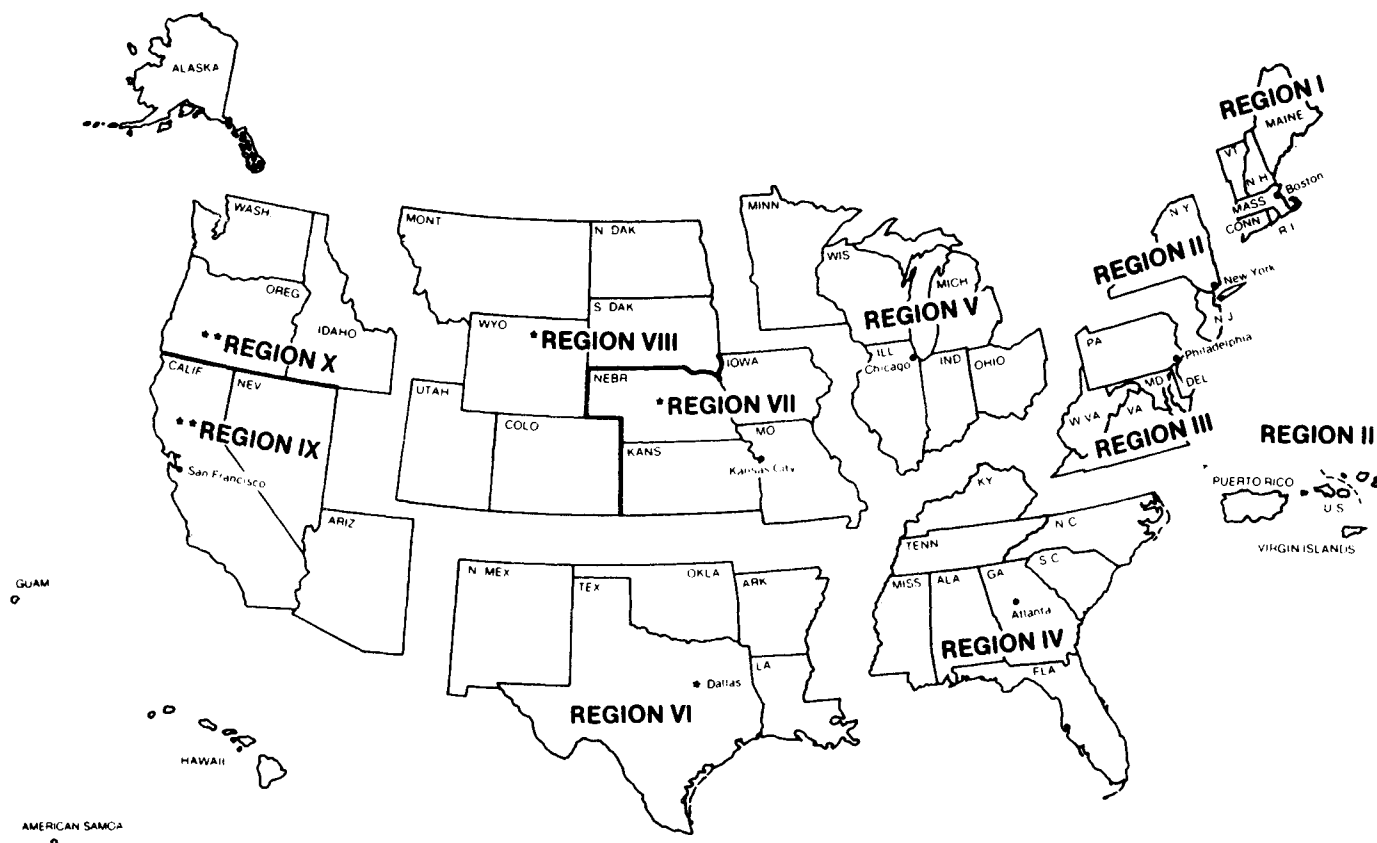 ALASKA
REGION I
MAINE
VT
N H
Boston
MASS
CONN
R I
WASH
MONT
N DAK
MINN
WIS
MICH
N Y
REGION II
New York
N J
OREG
IDAHO
**REGION X
WYO
S DAK
*REGION VIII
REGION V
PA
Philadelphia
CALIF
NEV
UTAH
NEBR
IOWA
ILL
Chicago
IND
OHIO
MD
DEL
W VA
VA
REGION III
**REGION IX
San Francisco
COLO
*REGION VII
KANS
MO
Kansas City
KY
REGION II
PUERTO RICO
U S
VIRGIN ISLANDS
ARIZ
TENN
N C
S C
GUAM
N MEX
TEX
OKLA
ARK
MISS
ALA
GA
Atlanta
REGION IV
FLA
LA
Dallas
REGION VI
HAWAII
AMERICAN SAMOA